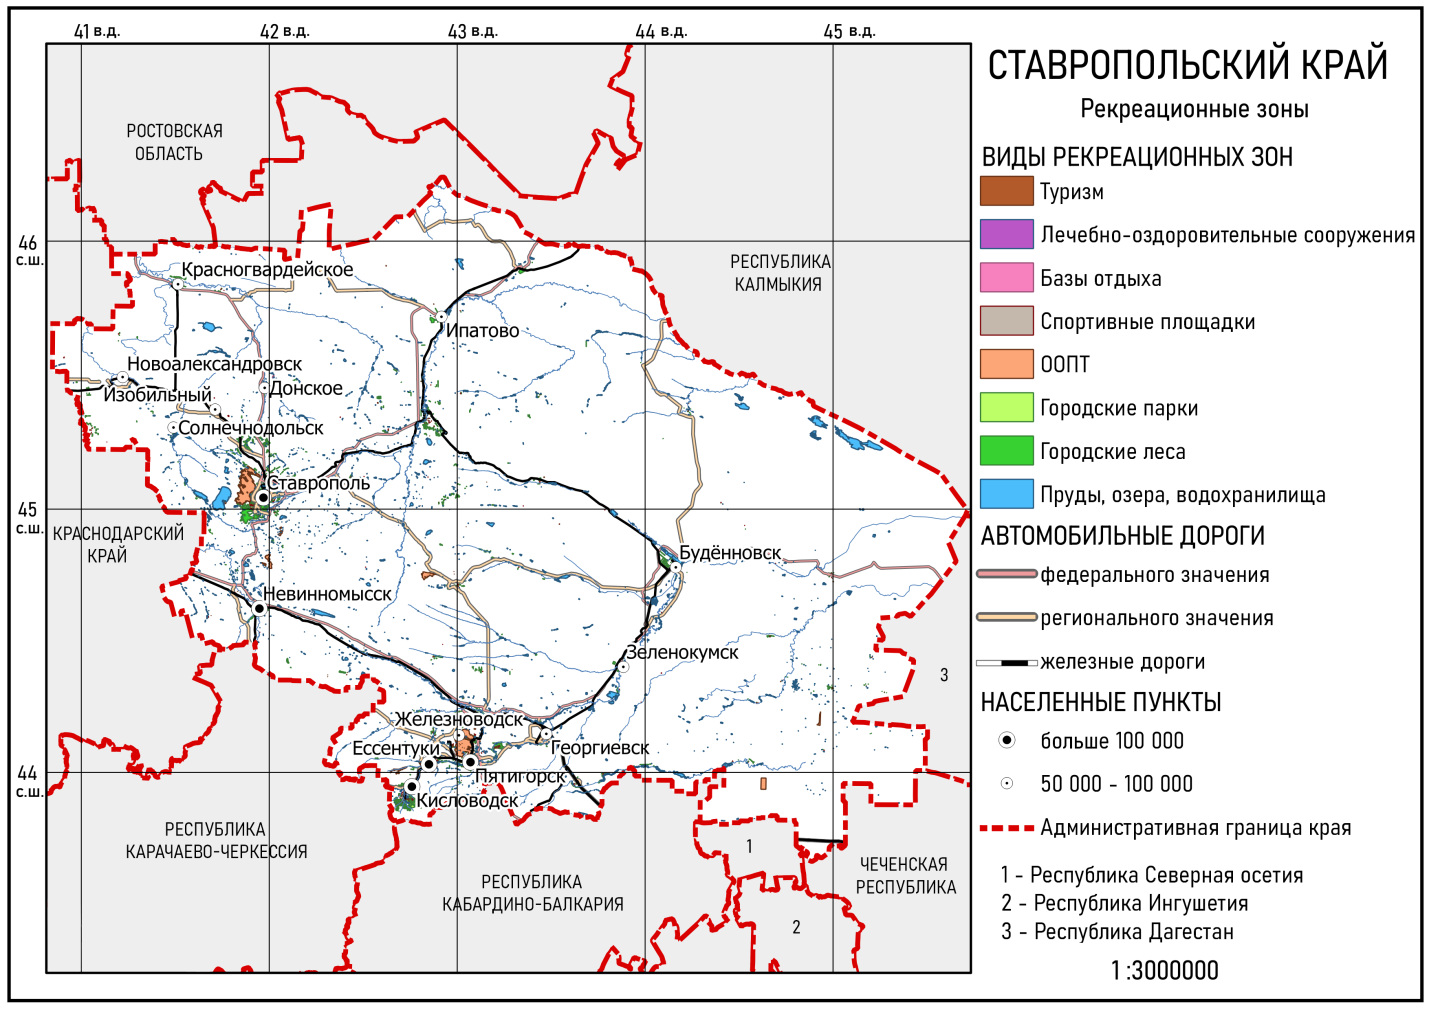 41 в.д.
42 в.д.
43 в.д.
44 в.д.
45 в.д.
46
с.ш.
45
с.ш.
44
с.ш.
РОСТОВСКАЯ
ОБЛАСТЬ
РЕСПУБЛИКА
КАЛМЫКИЯ
КРАСНОДАРСКИЙ
КРАЙ
РЕСПУБЛИКА
КАРАЧАЕВО-ЧЕРКЕССИЯ
РЕСПУБЛИКА
КАБАРДИНО-БАЛКАРИЯ
ЧЕЧЕНСКАЯ
РЕСПУБЛИКА
1
2
3
Красногвардейское
Ипатово
Новоалександровск
Донское
Изобильный
Солнечнодольск
Ставрополь
Будённовск
Невинномысск
Зеленокумск
Железноводск
Ессентуки
Георгиевск
Пятигорск
Кисловодск
СТАВРОПОЛЬСКИЙ КРАЙ
Рекреационные зоны
ВИДЫ РЕКРЕАЦИОННЫХ ЗОН
Туризм
Лечебно-оздоровительные сооружения
Базы отдыха
Спортивные площадки
ООПТ
Городские парки
Городские леса
Пруды, озера, водохранилища
АВТОМОБИЛЬНЫЕ ДОРОГИ
федерального значения
регионального значения
железные дороги
НАСЕЛЕННЫЕ ПУНКТЫ
больше 100 000
50 000 - 100 000
Административная граница края
1 - Республика Северная осетия
2 - Республика Ингушетия
3 - Республика Дагестан
1:3000000